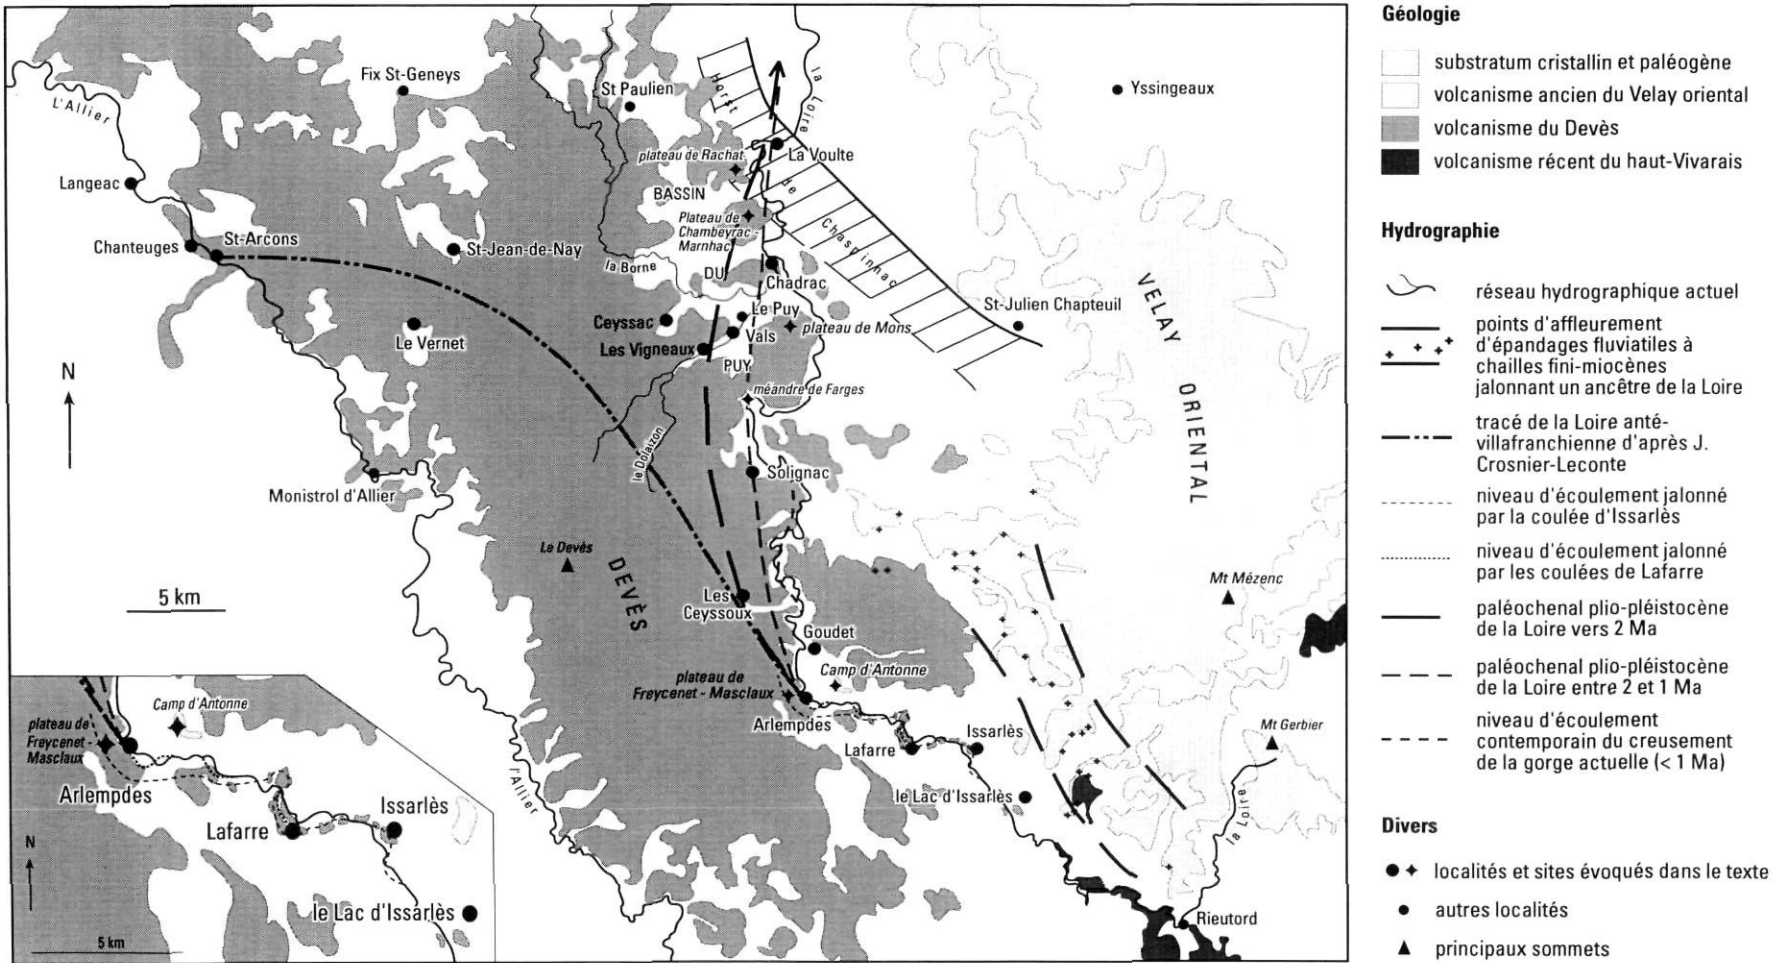 Géologie
substratum cristallin et paléogène
volcanisme ancien du Velay oriental
volcanisme du Devès
volcanisme récent du haut-Vivarais
Hydrographie
réseau hydrographique actuel
points d'affleurement
d'épandages fluviatiles à
chailles fini-miocènes
jalonnant un ancêtre de la Loire
tracé de la Loire anté-
villafranchienne d'après J.
Crosnier-Leconte
niveau d'écoulement jalonné
par la coulée d'Issarlès
niveau d'écoulement jalonné
par les coulées de Lafarre
paléochenal plio-pléistocène
de la Loire vers 2 Ma
paléochenal plio-pléistocène
de la Loire entre 2 et 1 Ma
niveau d'écoulement
contemporain du creusement
de la gorge actuelle (< 1 Ma)
Divers
localités et sites évoqués dans le texte
autres localités
principaux sommets
L'Allier
Fix St-Geneys
St Paulien
Horst
de
Chaspinhac
la Loire
Yssingeaux
La Voulte
plateau de Rachat
Langeac
BASSIN
Plateau de
Chambeyrac -
Marnhac
Chanteuges
St-Arcons
St-Jean-de-Nay
la Borne
DU
Chadrac
St-Julien Chapteuil
VELAY
ORIENTAL
Ceyssac
Le Puy
plateau de Mons
Vals
Le Vernet
Les Vigneaux
PUY
N
méandre de Farges
le Dolaizon
Solignac
Monistrol d'Allier
Le Devès
DEVÈS
Mt Mézenc
5 km
Les
Ceyssoux
Goudet
Camp d'Antonne
plateau de
Freycenet - Masclaux
Arlempdes
Lafarre
Issarlès
Mt Gerbier
l'Allier
le Lac d'Issarlès
la Loire
Rieutord
Camp d'Antonne
plateau de
Freycenet -
Masclaux
Arlempdes
Issarlès
Lafarre
N
le Lac d'Issarlès
5 km